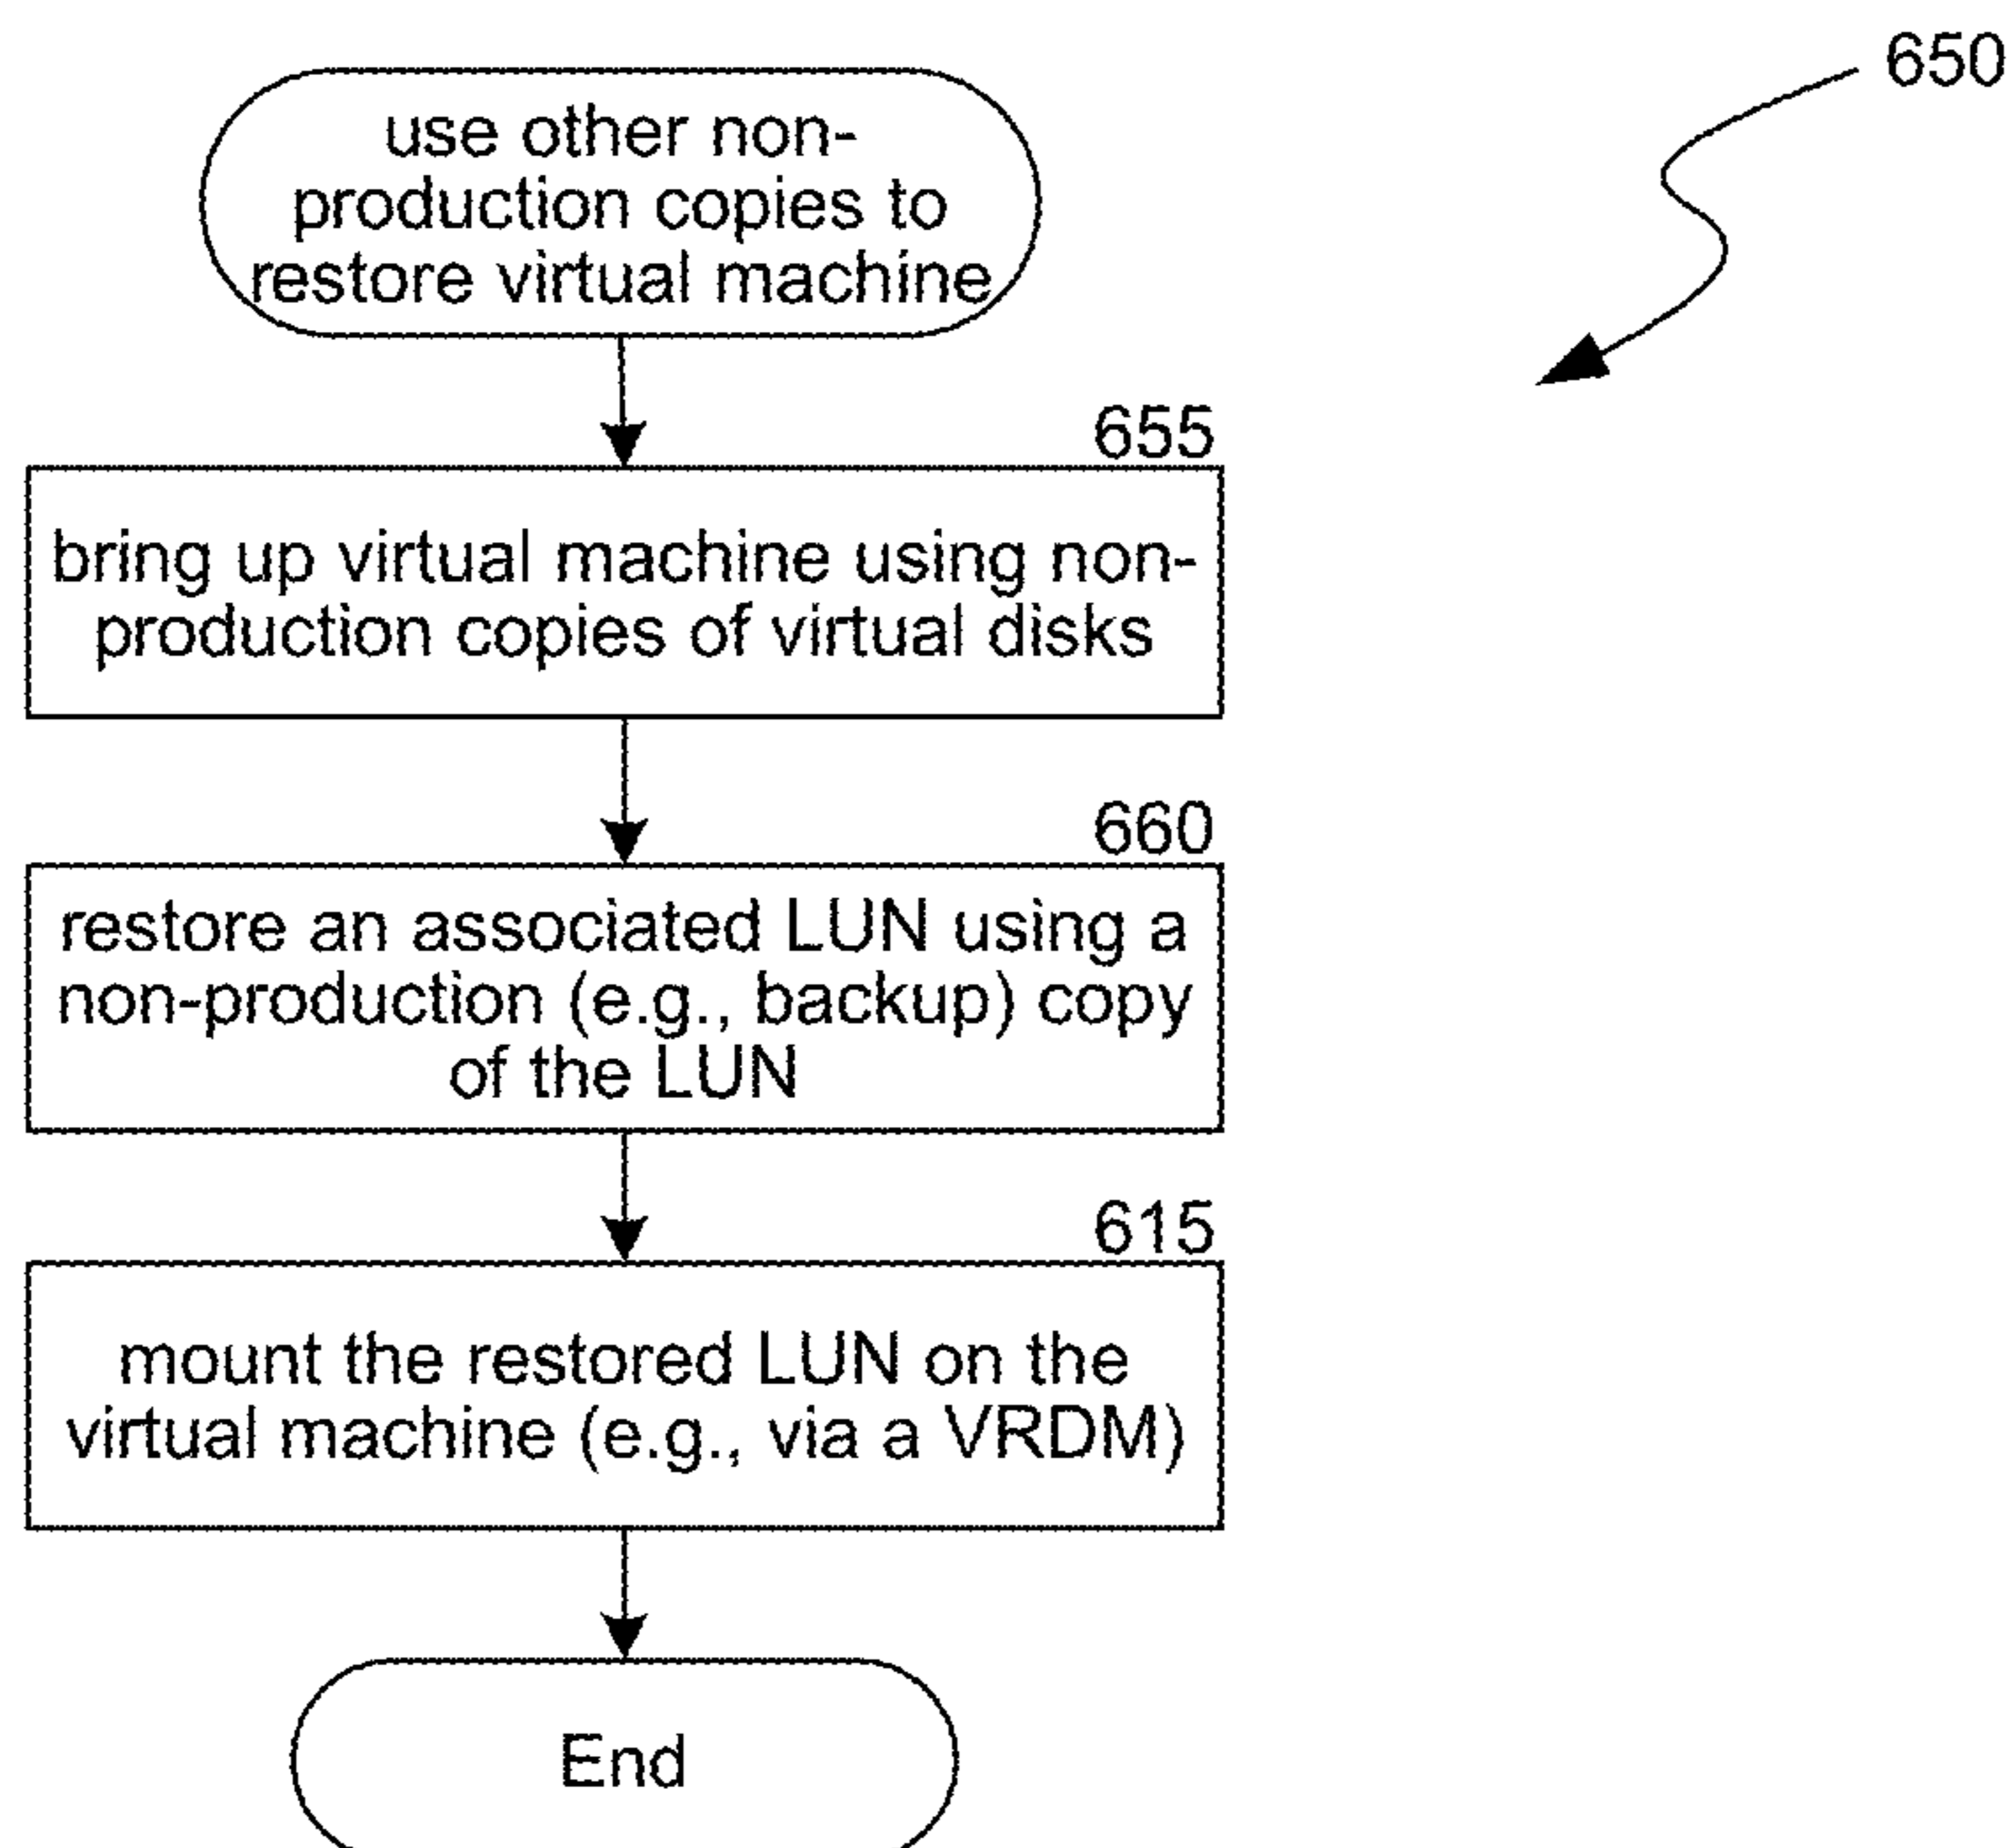 650
use other non-
production copies to
restore virtual machine
655
bring up virtual machine using non-
production copies of virtual disks
660
restore an associated LUN using a
non-production (e.g., backup) copy
of the LUN
615
mount the restored LUN on the
virtual machine (e.g., via a VRDM)
End